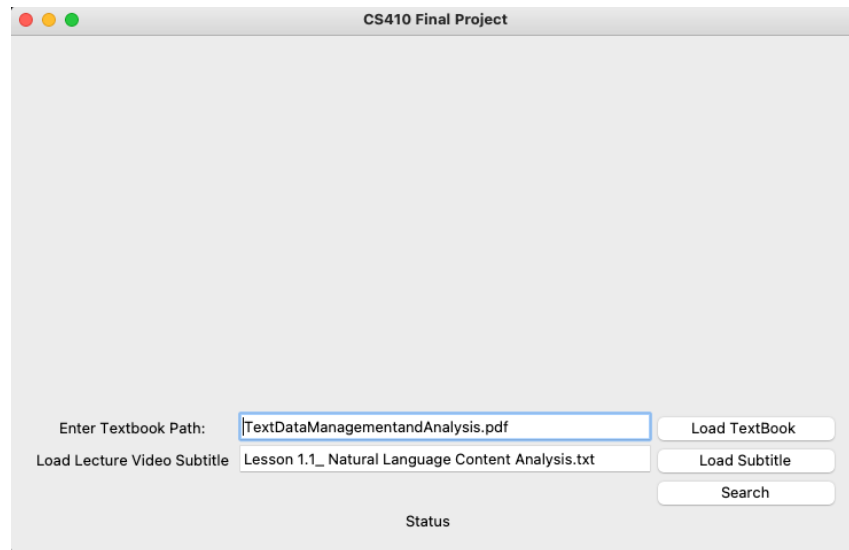 CS410 Final Project
Enter Textbook Path: TextDataManagementandAnalysis.pdf Load TextBook
Load Lecture Video Subtitle Lesson 1.1_ Natural Language Content Analysis.txt Load Subtitle
Search
Status